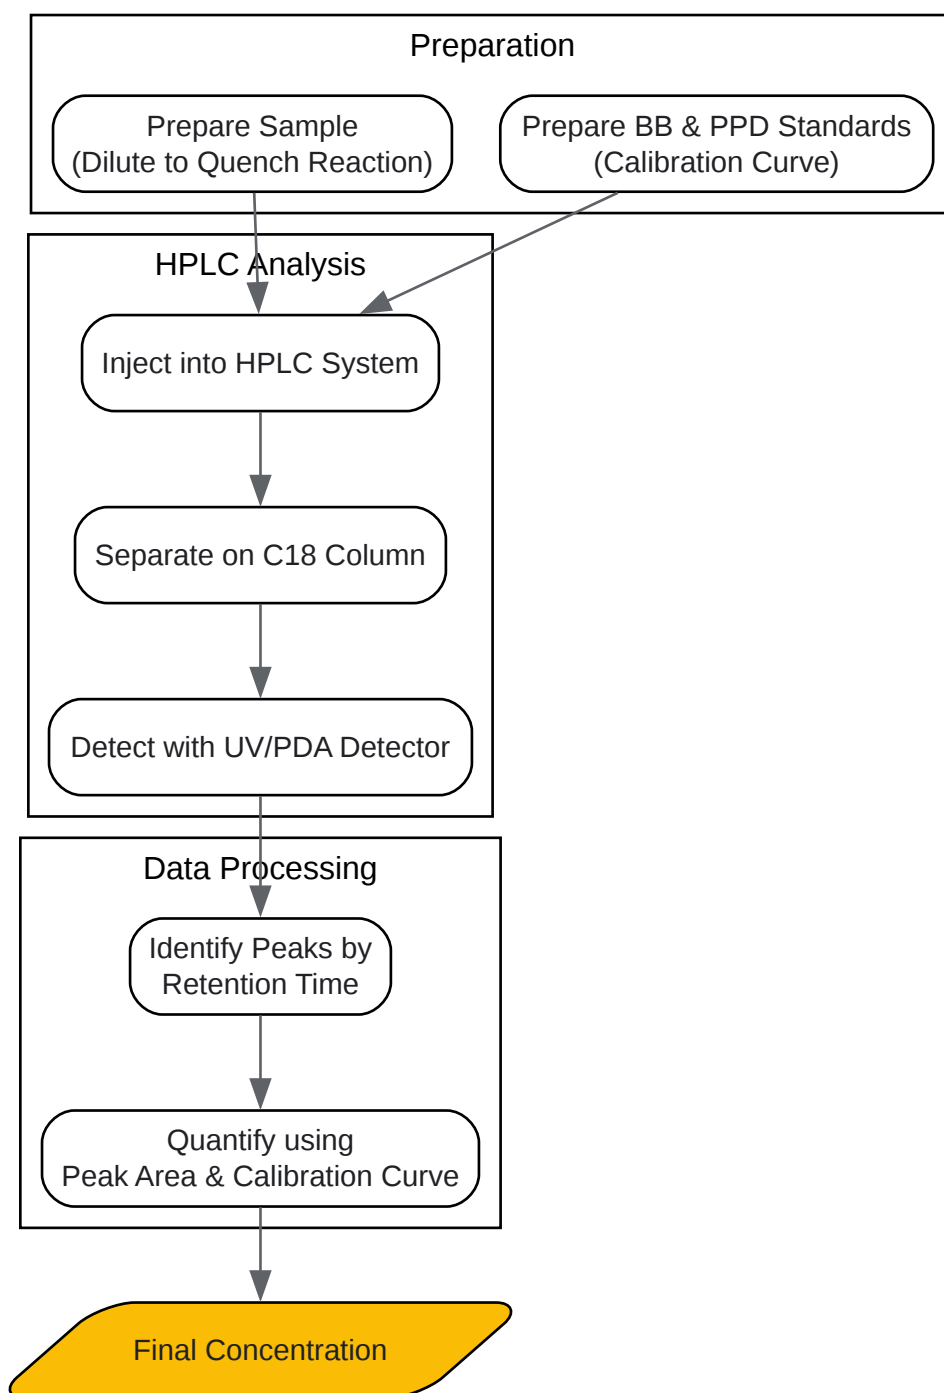 Preparation
Prepare Sample
(Dilute to Quench Reaction)
Prepare BB & PPD Standards
(Calibration Curve)
HPLC Analysis
Inject into HPLC System
Separate on C18 Column
Detect with UV/PDA Detector
Data Processing
Identify Peaks by
Retention Time
Quantify using
Peak Area & Calibration Curve
Final Concentration